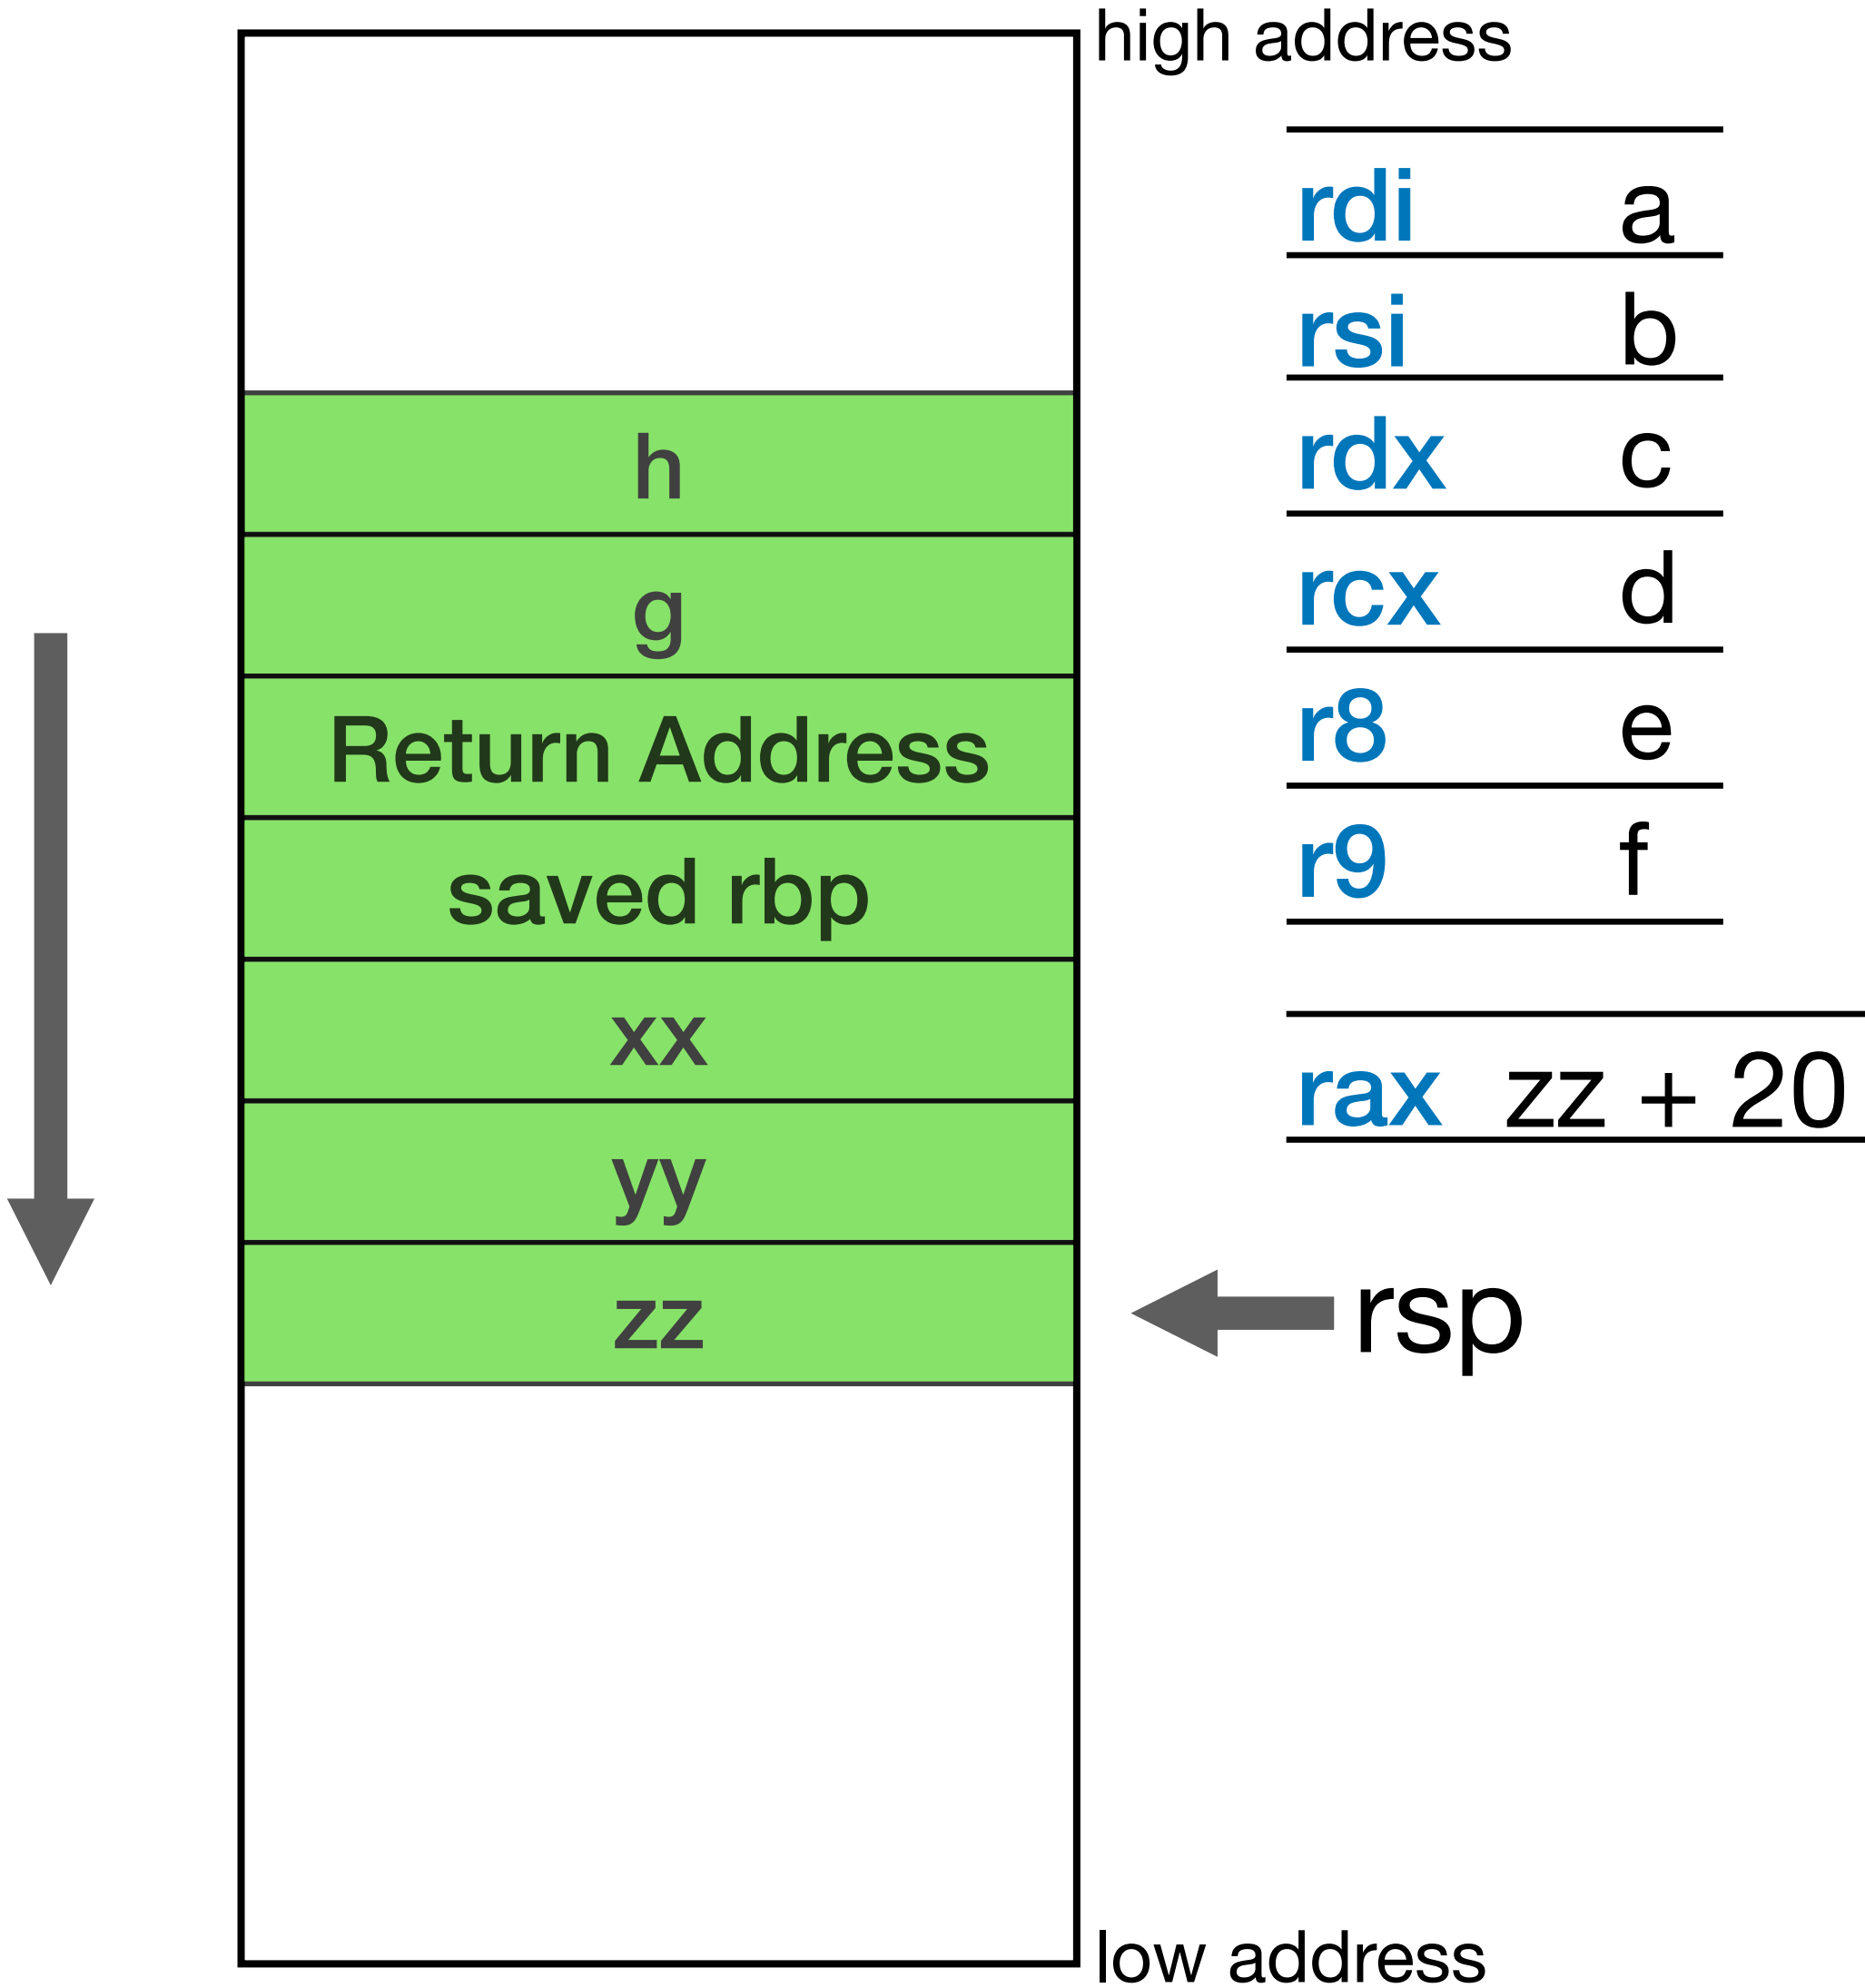 high address
rdi a
rsi b
rdx c
rcx d
r8 e
r9 f
rax zz + 20
h
g
Return Address
saved rbp
xx
yy
zz
rsp
low address